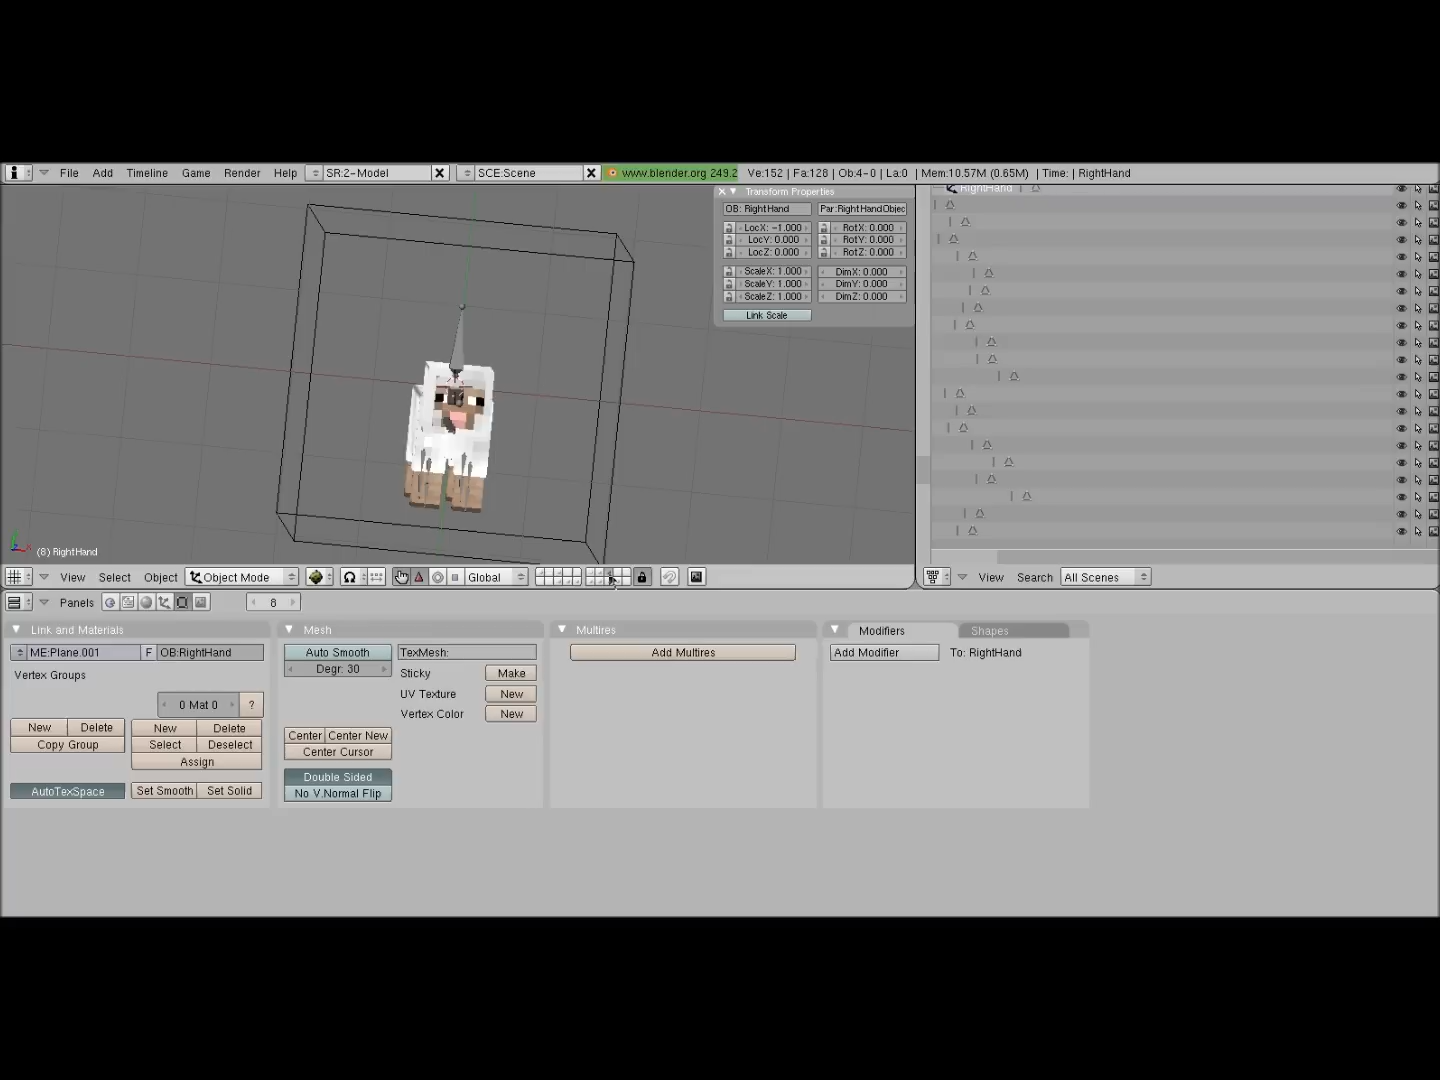 File Add Timeline Game Render Help SR:2-Model SCE:Scene www.blender.org 249.2 Ve:152 | Fa:128 | Ob:4-0 | La:0 | Mem:10.57M (0.65M) | Time: | RightHand
Transform Properties
OB: RightHand Par:RightHandObjec
LocX: -1.000 RotX: 0.000
LocY: 0.000 RotY: 0.000
LocZ: 0.000 RotZ: 0.000
ScaleX: 1.000 DimX: 0.000
ScaleY: 1.000 DimY: 0.000
ScaleZ: 1.000 DimZ: 0.000
Link Scale
RightHand
(8) RightHand
View Select Object Object Mode Global
View Search All Scenes
Panels 8
Link and Materials
ME:Plane.001 F OB:RightHand
Vertex Groups
0 Mat 0 ?
New Delete New Delete
Copy Group Select Deselect
Assign
AutoTexSpace Set Smooth Set Solid
Mesh
Auto Smooth TexMesh:
Degr: 30 Sticky Make
UV Texture New
Vertex Color New
Center Center New
Center Cursor
Double Sided
No V.Normal Flip
Multires
Add Multires
Modifiers Shapes
Add Modifier To: RightHand